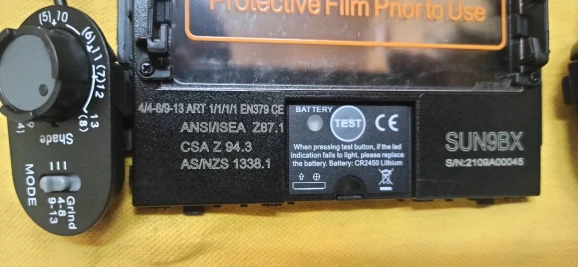 Protective Film Prior to Use
4/4-8/9-13 ART 1/1/1/1 EN379 CE
ANSI/ISEA Z87.1
CSA Z 94.3
AS/NZS 1338.1
BATTERY
TEST
CE
When pressing test button, if the led
indication fails to light, please replace
the battery. Battery: CR2450 Lithium
SUN9BX
S/N:2109A00045
(5) 10
(6) 11
(7) 12
13
(8)
Shade
MODE
Grind
4-8
9-13